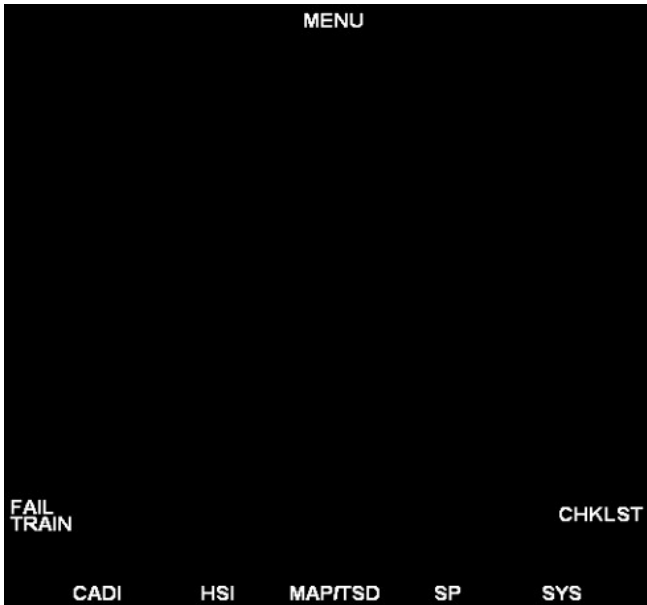 MENU
FAIL
TRAIN
CHKLST
CADI HSI MAP/TSD SP SYS